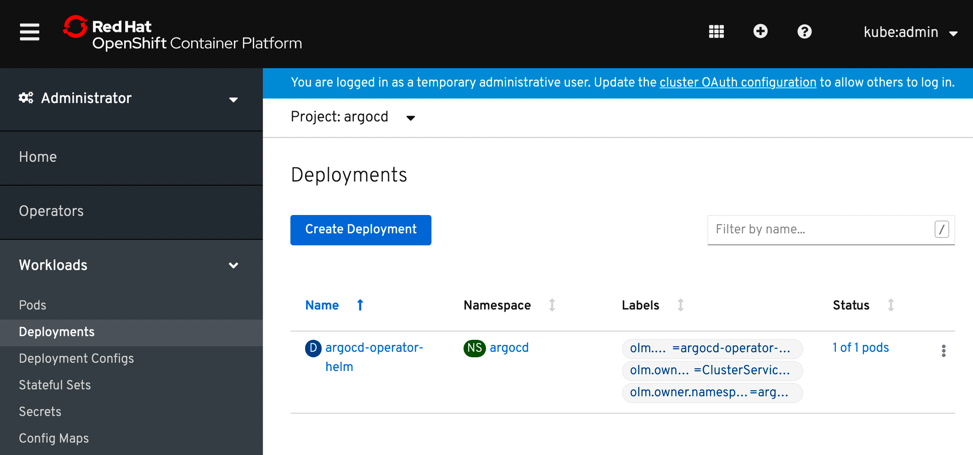 Red Hat
OpenShift Container Platform
kube:admin
You are logged in as a temporary administrative user. Update the cluster OAuth configuration to allow others to log in.
Administrator
Project: argocd
Home
Deployments
Operators
Create Deployment
Filter by name...
/
Workloads
Name
Namespace
Labels
Status
Pods
Deployments
Deployment Configs
Stateful Sets
Secrets
Config Maps
D argocd-operator-
helm
NS argocd
olm.... =argocd-operator-...
olm.own... =ClusterServic...
olm.owner.namesp...=arg...
1 of 1 pods